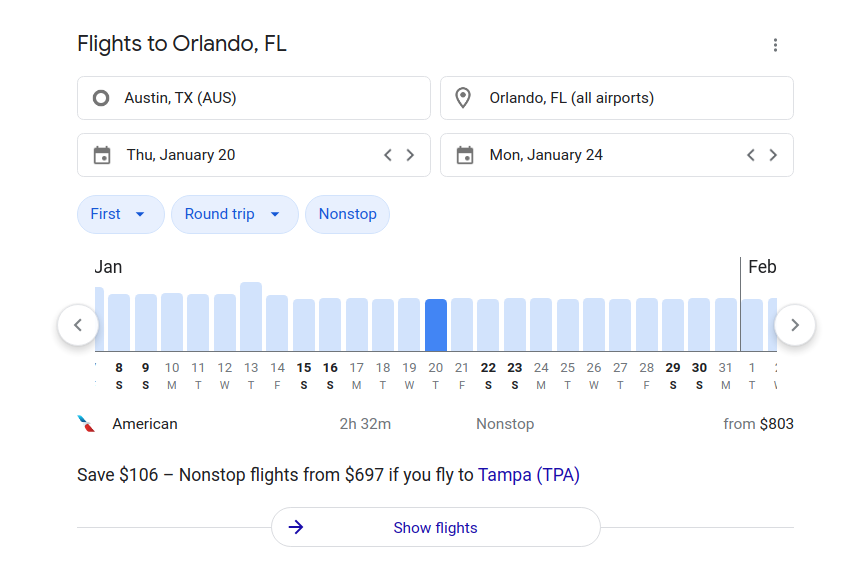 Flights to Orlando, FL
Austin, TX (AUS)
Orlando, FL (all airports)
Thu, January 20
Mon, January 24
First
Round trip
Nonstop
Jan
Feb
8 9 10 11 12 13 14 15 16 17 18 19 20 21 22 23 24 25 26 27 28 29 30 31 1
S S M T W T F S S M T W T F S S M T W T F S S M T
American 2h 32m Nonstop from $803
Save $106 – Nonstop flights from $697 if you fly to Tampa (TPA)
Show flights